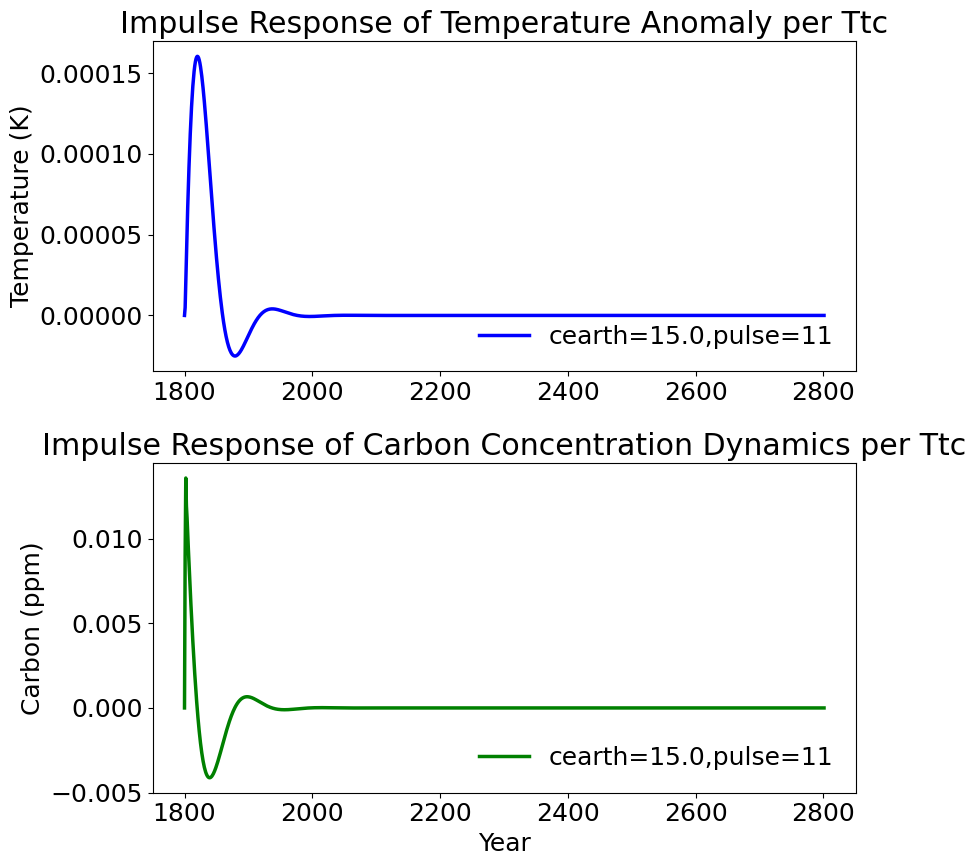 Impulse Response of Temperature Anomaly per Ttc
Temperature (K)
0.00015
0.00010
0.00005
0.00000
cearth=15.0,pulse=11
1800 2000 2200 2400 2600 2800
Impulse Response of Carbon Concentration Dynamics per Ttc
Carbon (ppm)
0.010
0.005
0.000
−0.005
cearth=15.0,pulse=11
1800 2000 2200 2400 2600 2800
Year